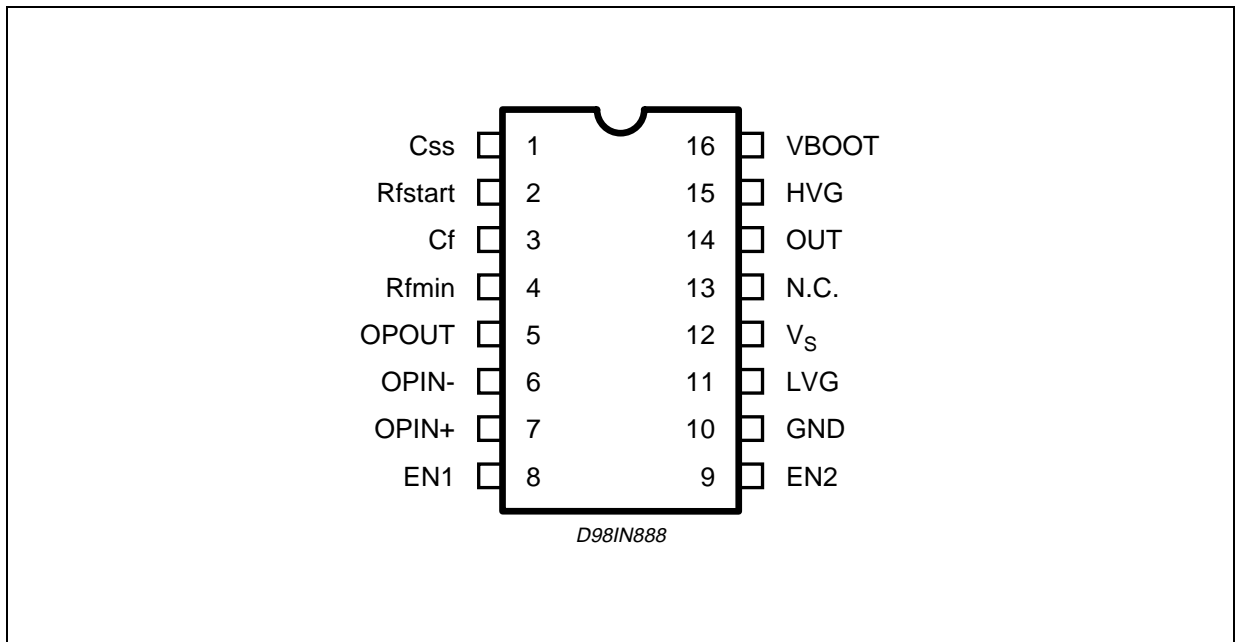 Css 1 16 VBOOT
Rfstart 2 15 HVG
Cf 3 14 OUT
Rfmin 4 13 N.C.
OPOUT 5 12 VS
OPIN- 6 11 LVG
OPIN+ 7 10 GND
EN1 8 9 EN2
D98IN888